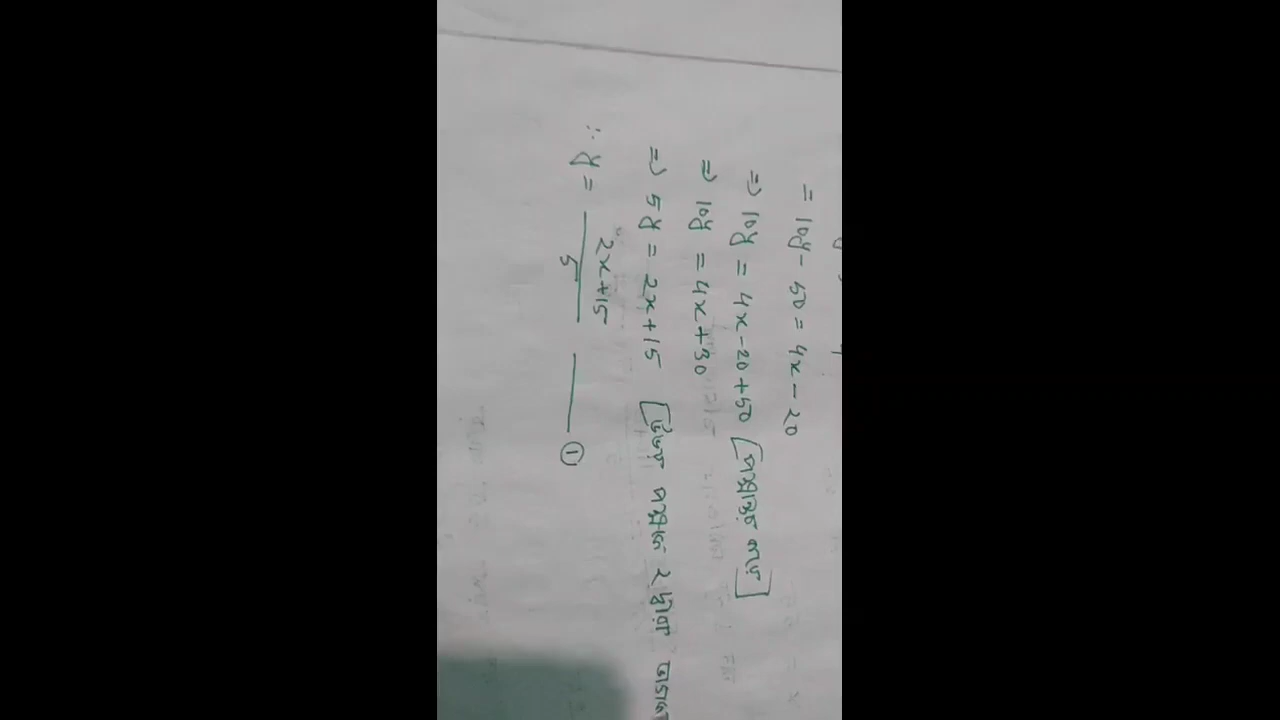 = 10y - 50 = 4x - 20
⇒ 10y = 4x - 20 + 50 [পক্ষান্তর করে]
⇒ 10y = 4x + 30
⇒ 5y = 2x + 15 [উভয় পক্ষকে ২ দ্বারা
∴ y = 2x+15 / 5 —— ①